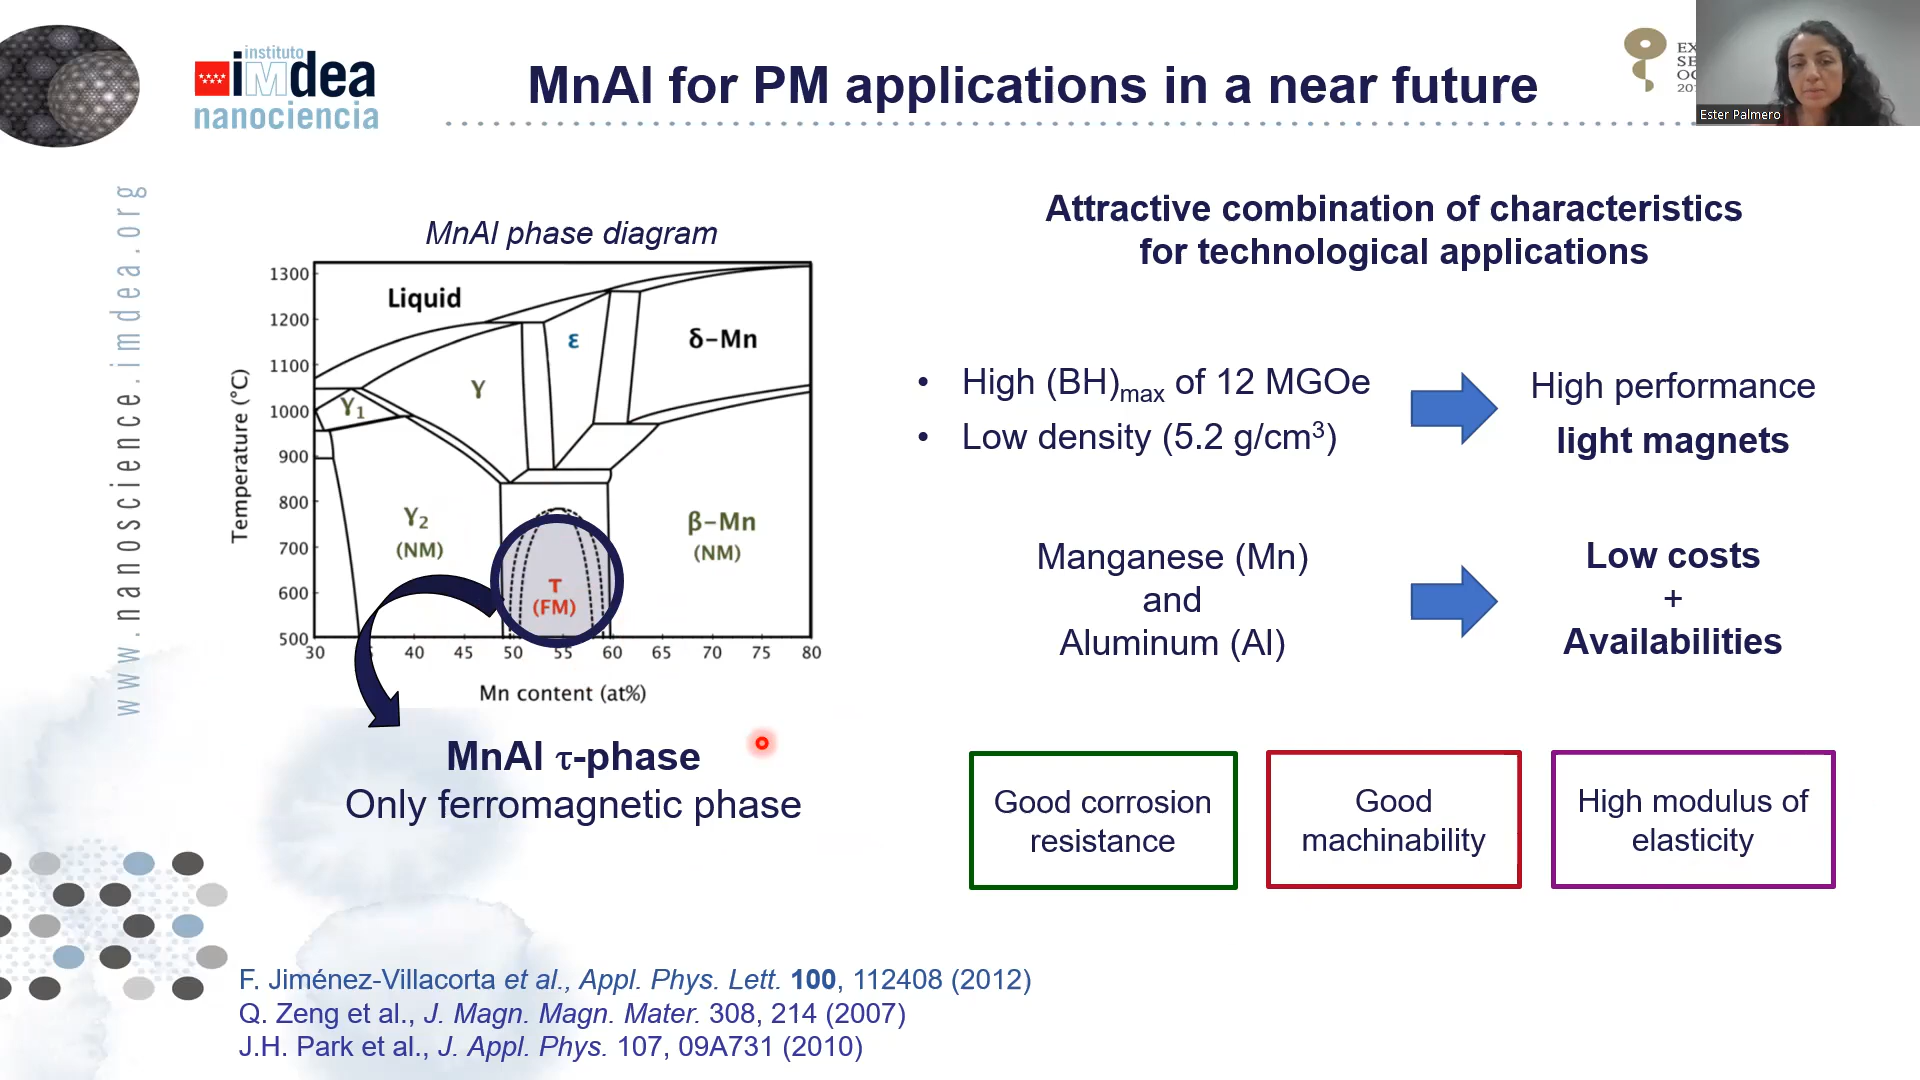 instituto
imdea
nanociencia
MnAl for PM applications in a near future
EX
SE
OC
20
Ester Palmero
www.nanoscience.imdea.org
MnAl phase diagram
1300
1200
1100
1000
900
800
700
600
500
Temperature (°C)
Liquid
ε
δ-Mn
γ
γ1
γ2
(NM)
β-Mn
(NM)
τ
(FM)
30 40 45 50 55 60 65 70 75 80
Mn content (at%)
MnAl τ-phase
Only ferromagnetic phase
Attractive combination of characteristics
for technological applications
• High (BH)max of 12 MGOe
• Low density (5.2 g/cm³)
High performance
light magnets
Manganese (Mn)
and
Aluminum (Al)
Low costs
+
Availabilities
Good corrosion
resistance
Good
machinability
High modulus of
elasticity
F. Jiménez-Villacorta et al., Appl. Phys. Lett. 100, 112408 (2012)
Q. Zeng et al., J. Magn. Magn. Mater. 308, 214 (2007)
J.H. Park et al., J. Appl. Phys. 107, 09A731 (2010)